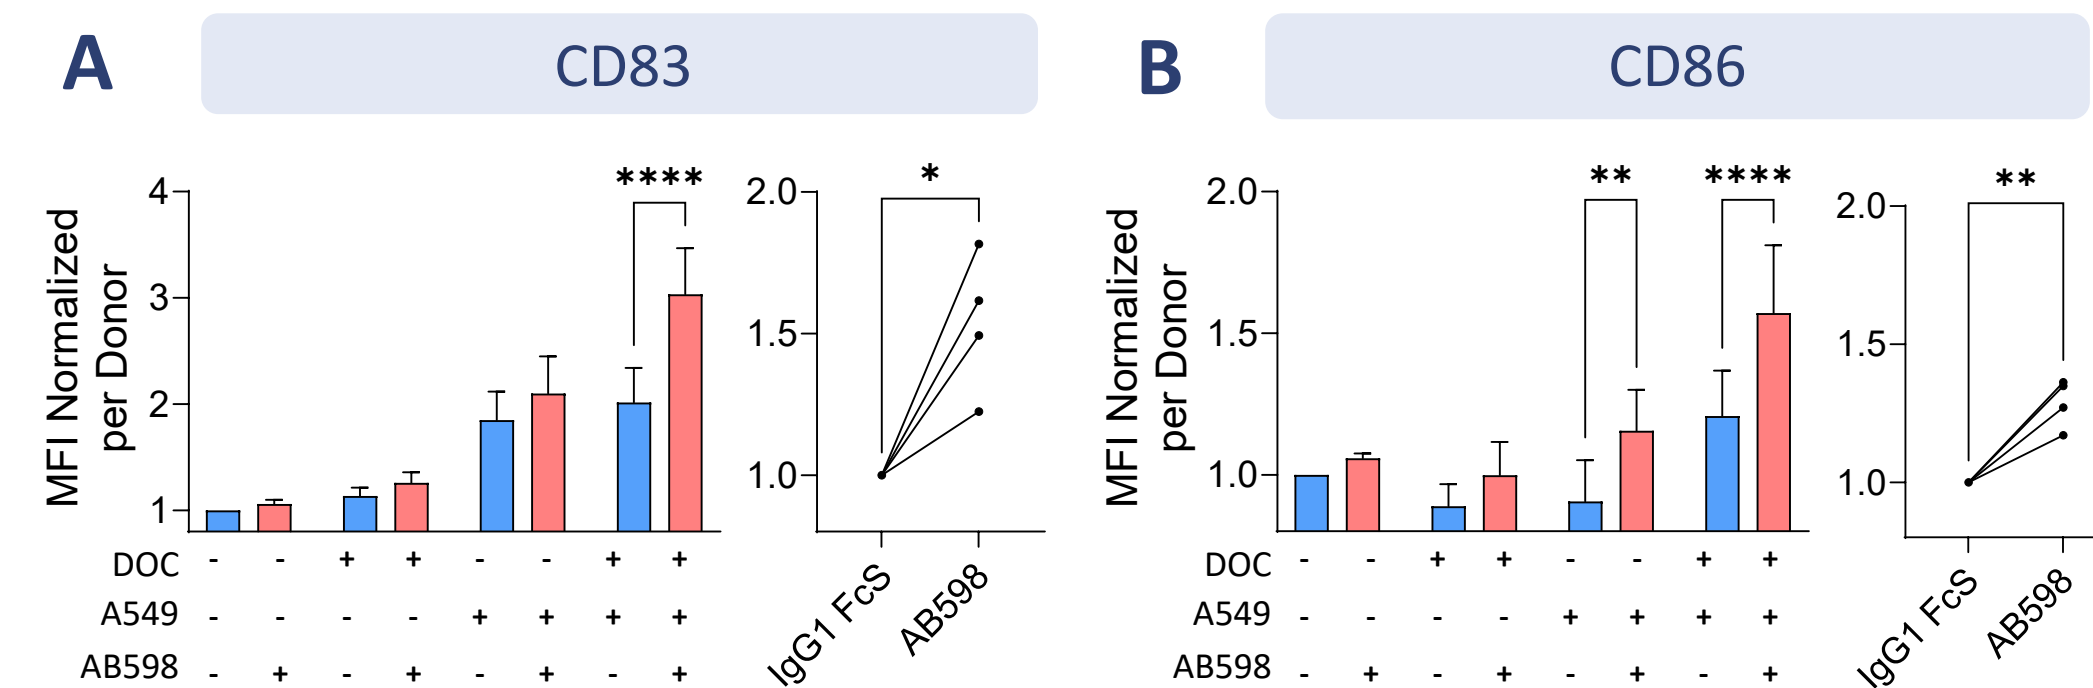 A
CD83
MFI Normalized
per Donor
4
3
2
1
****
DOC - - + + - - + +
A549 - - - - + + + +
AB598 - + - + - + - +
2.0
1.5
1.0
*
IgG1 FcS
AB598
B
CD86
MFI Normalized
per Donor
2.0
1.5
1.0
**
****
DOC - - + + - - + +
A549 - - - - + + + +
AB598 - + - + - + - +
2.0
1.5
1.0
**
IgG1 FcS
AB598